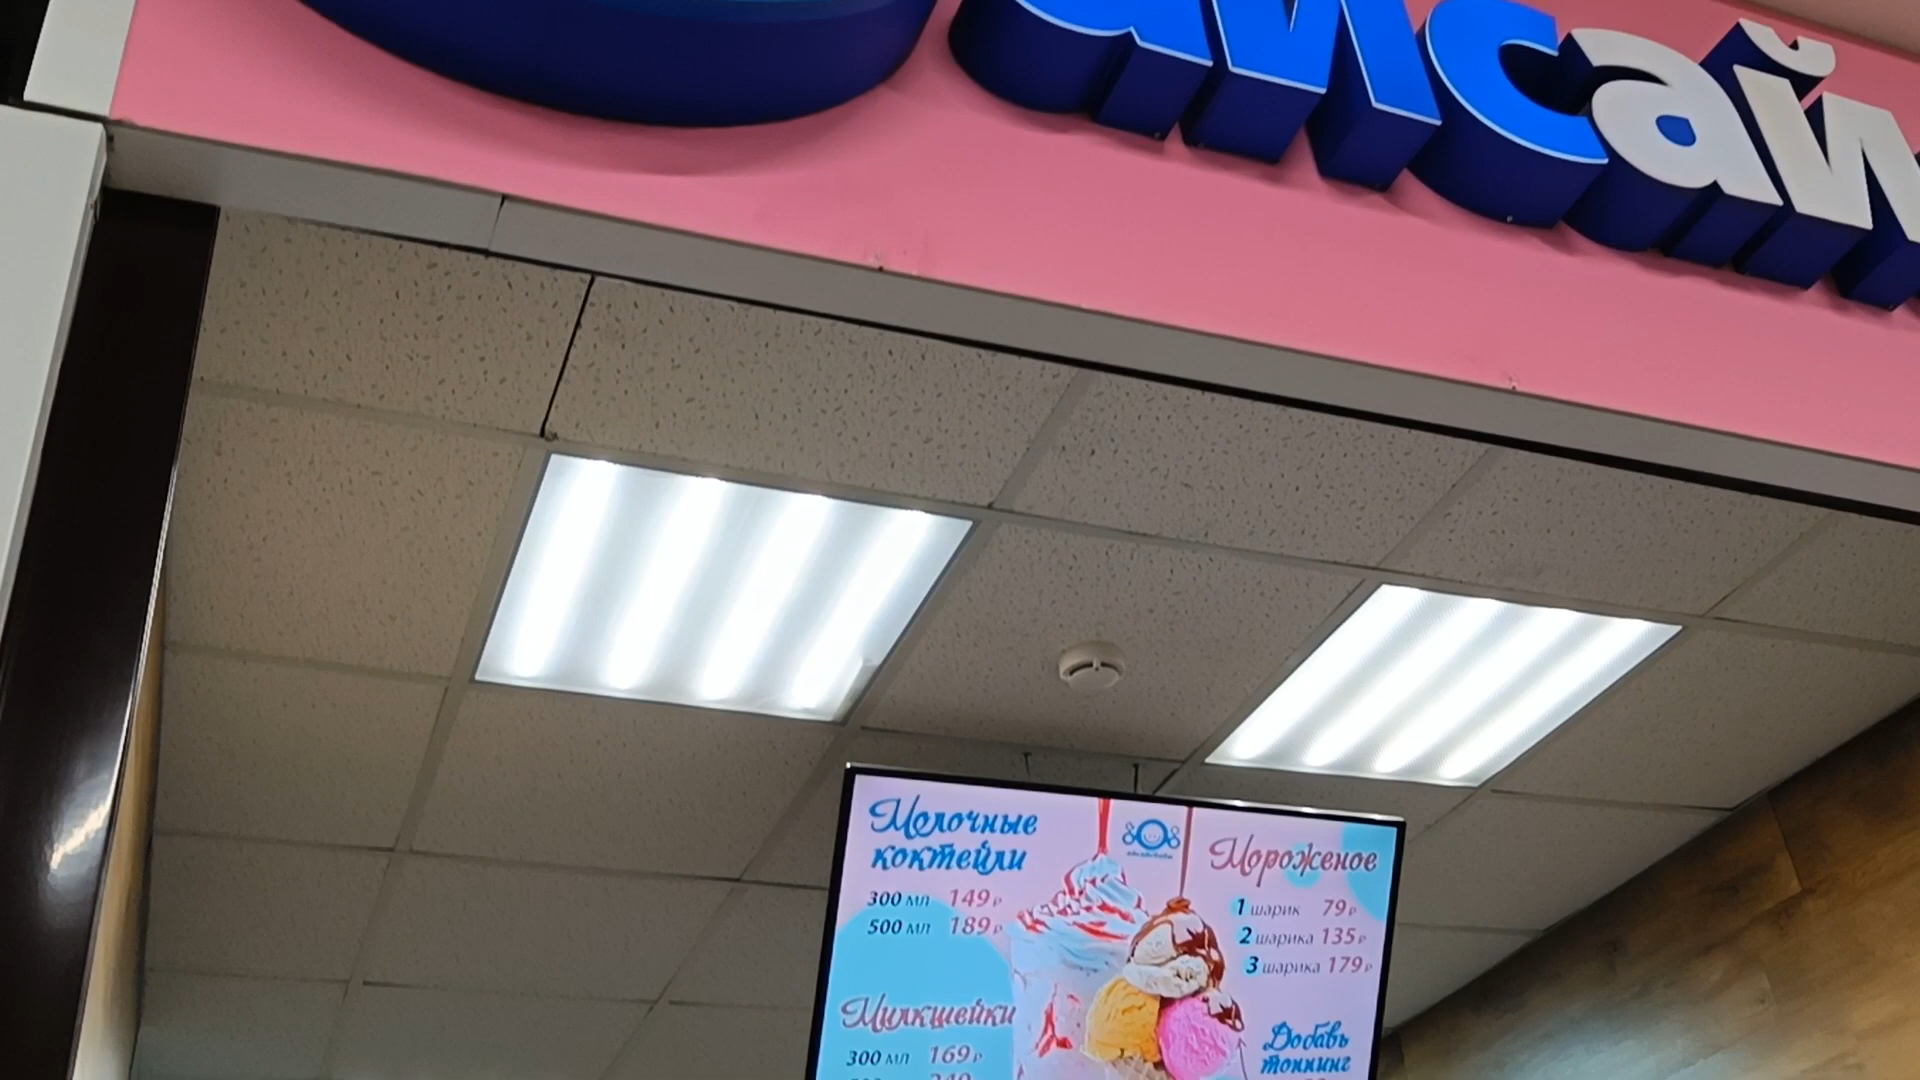 айсай
Молочные
коктейли
300 мл 149 ₽
500 мл 189 ₽
Милкшейки
300 мл 169 ₽
Мороженое
1 шарик 79 ₽
2 шарика 135 ₽
3 шарика 179 ₽
Добавь
топпинг